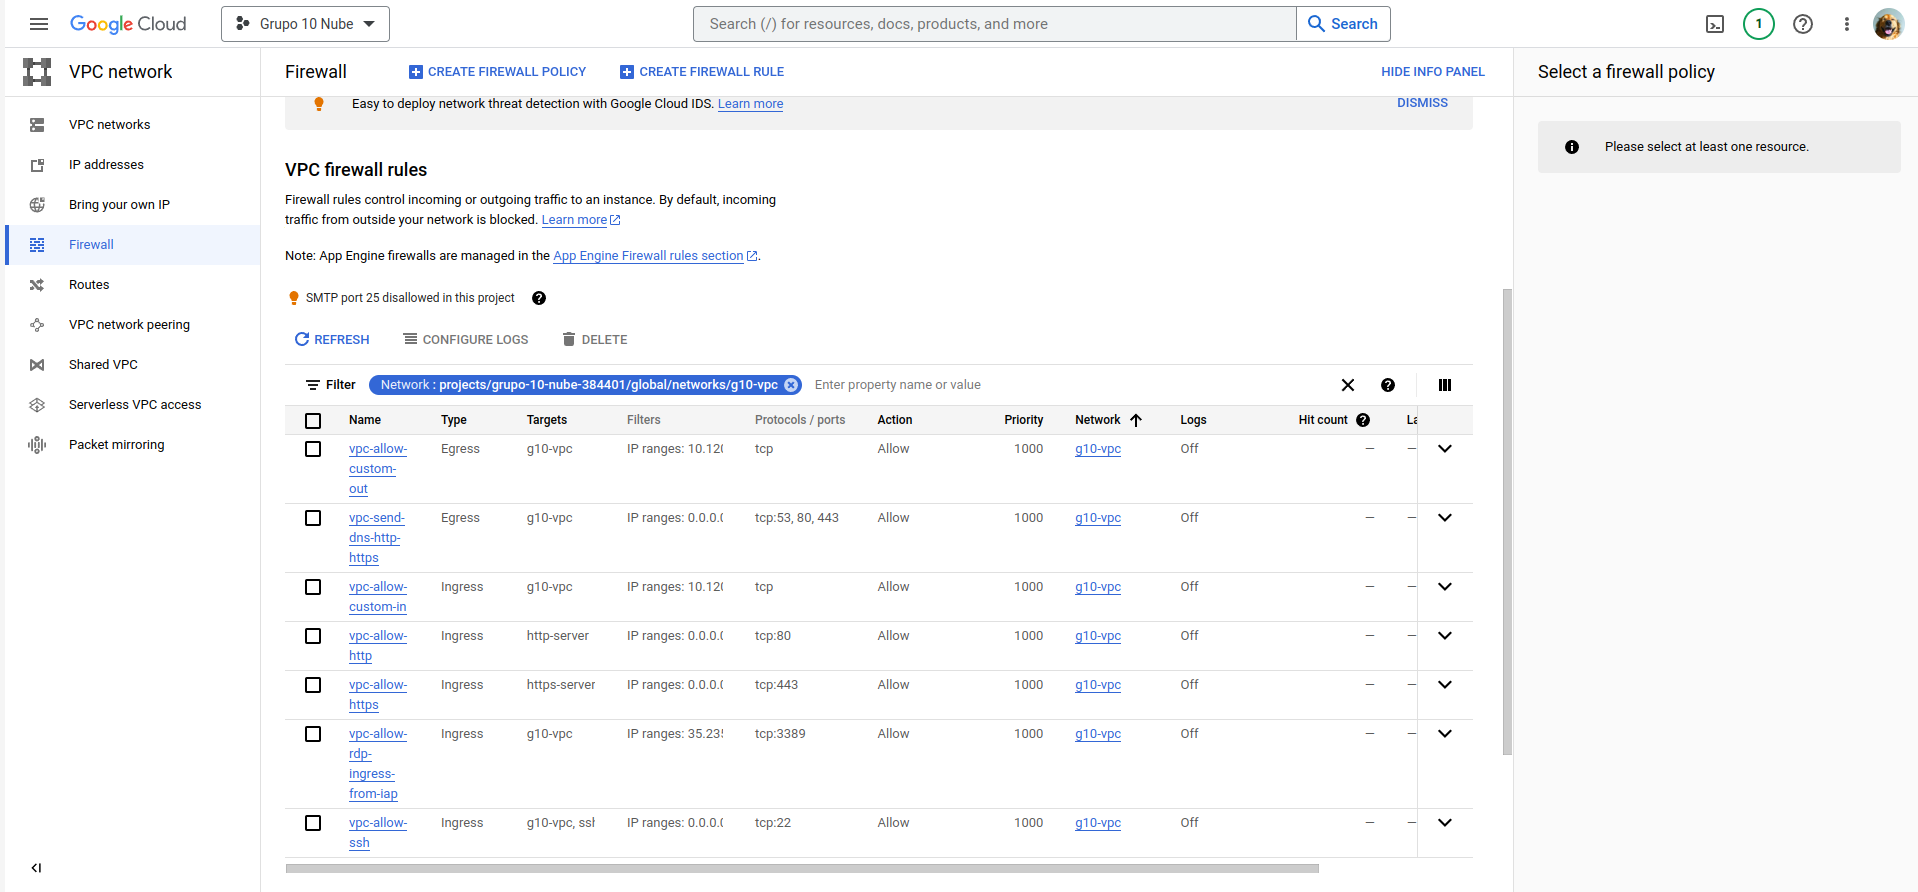 Google Cloud
Grupo 10 Nube
Search (/) for resources, docs, products, and more
Search
1
VPC network
VPC networks
IP addresses
Bring your own IP
Firewall
Routes
VPC network peering
Shared VPC
Serverless VPC access
Packet mirroring
Firewall
CREATE FIREWALL POLICY
CREATE FIREWALL RULE
HIDE INFO PANEL
Easy to deploy network threat detection with Google Cloud IDS. Learn more
DISMISS
VPC firewall rules
Firewall rules control incoming or outgoing traffic to an instance. By default, incoming
traffic from outside your network is blocked. Learn more
Note: App Engine firewalls are managed in the App Engine Firewall rules section.
SMTP port 25 disallowed in this project
REFRESH CONFIGURE LOGS DELETE
Filter Network : projects/grupo-10-nube-384401/global/networks/g10-vpc Enter property name or value
Name Type Targets Filters Protocols / ports Action Priority Network Logs Hit count La
vpc-allow- Egress g10-vpc IP ranges: 10.120 tcp Allow 1000 g10-vpc Off — —
custom-
out
vpc-send- Egress g10-vpc IP ranges: 0.0.0.0 tcp:53, 80, 443 Allow 1000 g10-vpc Off — —
dns-http-
https
vpc-allow- Ingress g10-vpc IP ranges: 10.120 tcp Allow 1000 g10-vpc Off — —
custom-in
vpc-allow- Ingress http-server IP ranges: 0.0.0.0 tcp:80 Allow 1000 g10-vpc Off — —
http
vpc-allow- Ingress https-server IP ranges: 0.0.0.0 tcp:443 Allow 1000 g10-vpc Off — —
https
vpc-allow- Ingress g10-vpc IP ranges: 35.235 tcp:3389 Allow 1000 g10-vpc Off — —
rdp-
ingress-
from-iap
vpc-allow- Ingress g10-vpc, ssh IP ranges: 0.0.0.0 tcp:22 Allow 1000 g10-vpc Off — —
ssh
Select a firewall policy
Please select at least one resource.